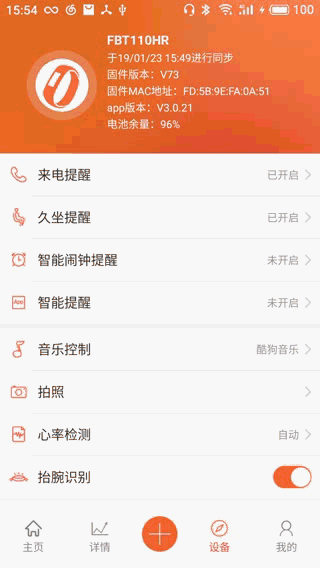 15:54 100
FBT110HR
于19/01/23 15:49进行同步
固件版本：V73
固件MAC地址：FD:5B:9E:FA:0A:51
app版本：V3.0.21
电池余量：96%
来电提醒 已开启
久坐提醒 已开启
智能闹钟提醒 未开启
App 智能提醒 未开启
音乐控制 酷狗音乐
拍照
心率检测 自动
抬腕识别
主页 详情 设备 我的